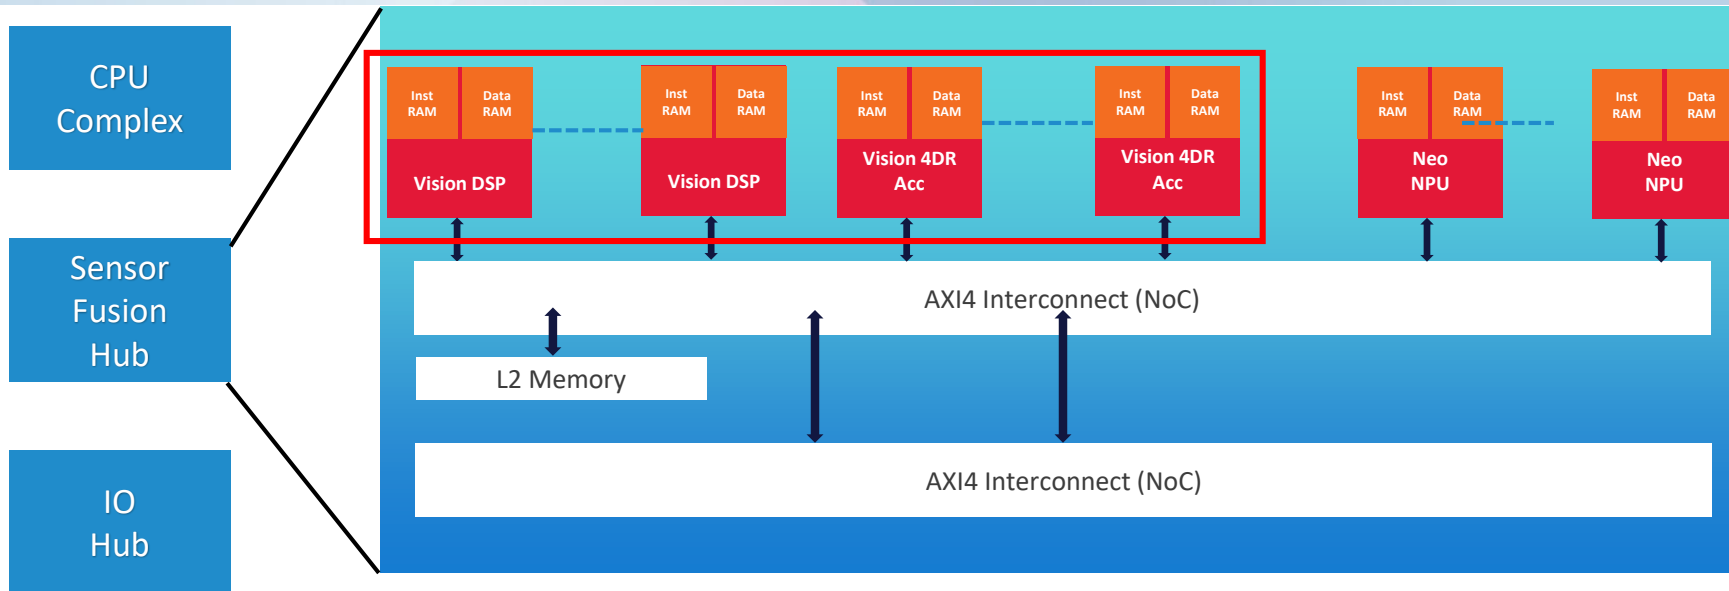 CPU
Complex
Sensor
Fusion
Hub
IO
Hub
Inst
RAM
Data
RAM
Vision DSP
Inst
RAM
Data
RAM
Vision DSP
Inst
RAM
Data
RAM
Vision 4DR
Acc
Inst
RAM
Data
RAM
Vision 4DR
Acc
Inst
RAM
Data
RAM
Neo
NPU
Inst
RAM
Data
RAM
Neo
NPU
AXI4 Interconnect (NoC)
L2 Memory
AXI4 Interconnect (NoC)